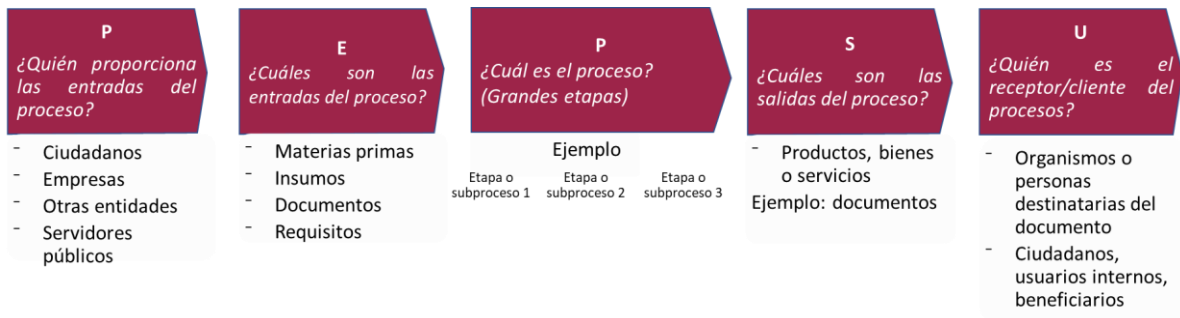 P
¿Quién proporciona
las entradas del
proceso?
- Ciudadanos
- Empresas
- Otras entidades
- Servidores
públicos
E
¿Cuáles son las
entradas del proceso?
- Materias primas
- Insumos
- Documentos
- Requisitos
P
¿Cuál es el proceso?
(Grandes etapas)
Ejemplo
Etapa o
subproceso 1
Etapa o
subproceso 2
Etapa o
subproceso 3
S
¿Cuáles son las
salidas del proceso?
- Productos, bienes
o servicios
Ejemplo: documentos
U
¿Quién es el
receptor/cliente del
procesos?
- Organismos o
personas
destinatarias del
documento
- Ciudadanos,
usuarios internos,
beneficiarios